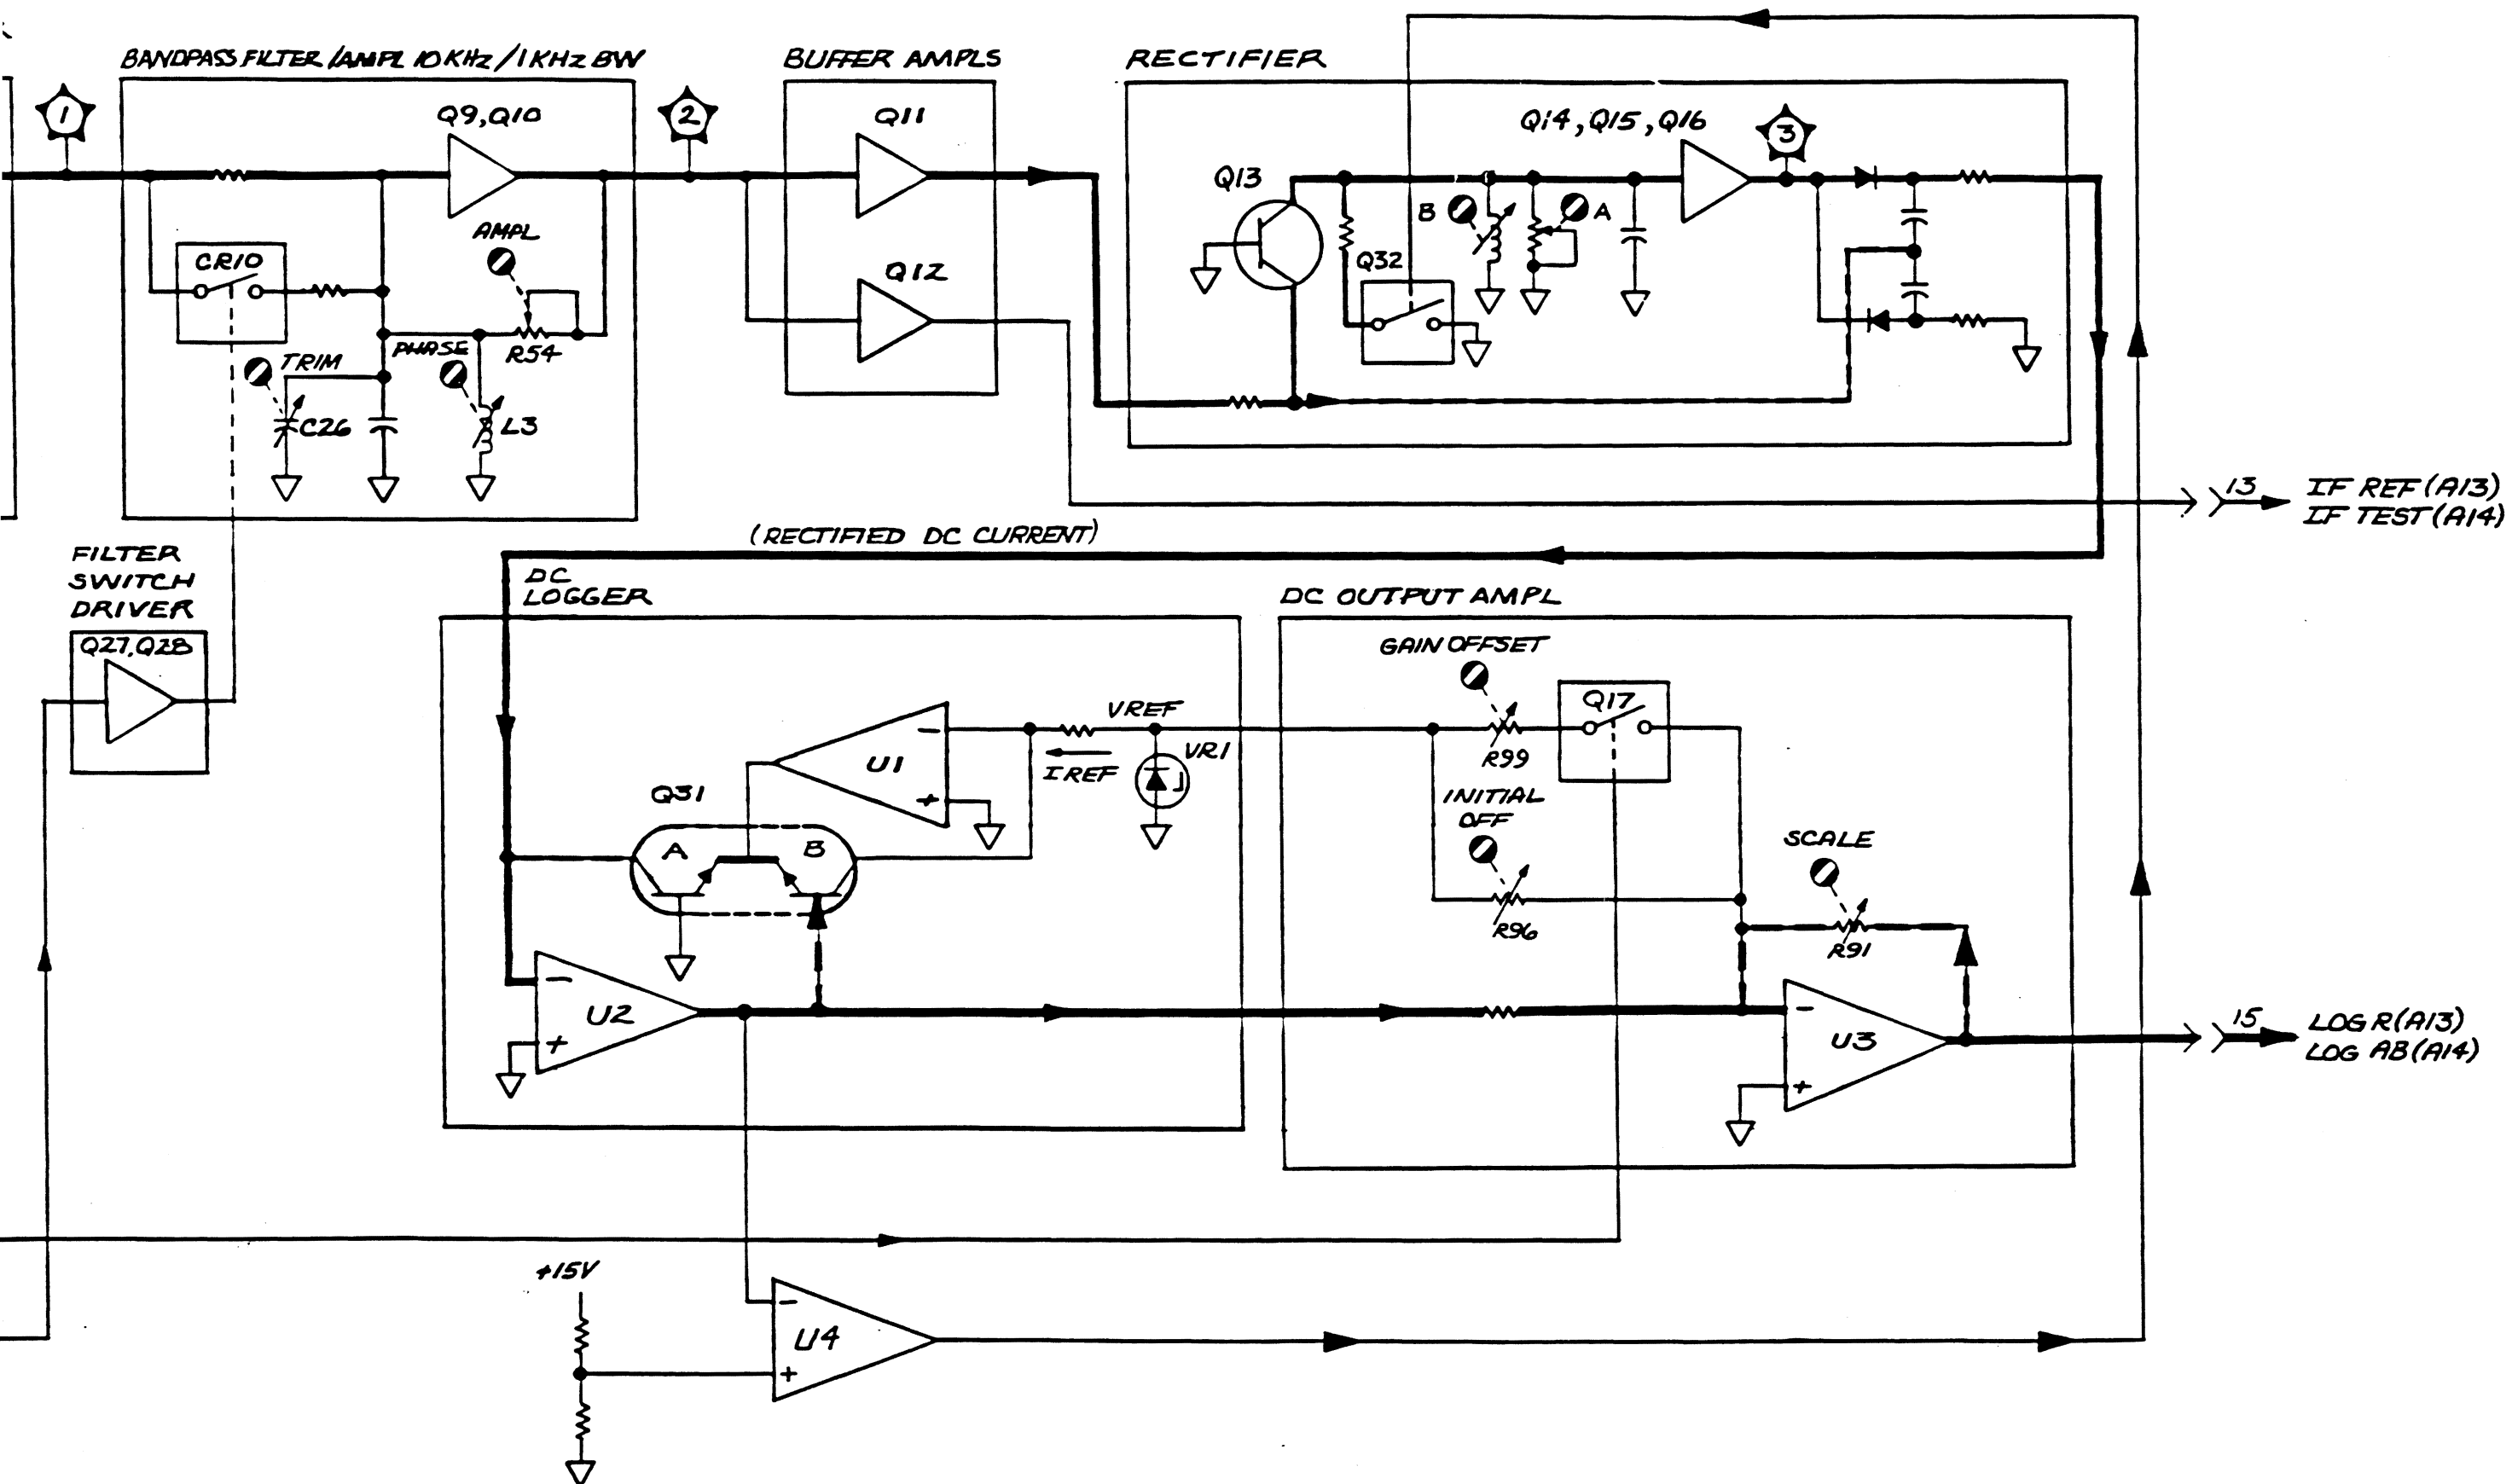 BANDPASS FILTER/AMPL 10KHz/1KHz BW
BUFFER AMPLS
RECTIFIER
1
Q9,Q10
2
Q11
Q14,Q15,Q16
3
Q13
B
A
CR10
AMPL
Q12
Q32
TRIM
PHASE
R54
C26
L3
13
IF REF(A13)
IF TEST(A14)
(RECTIFIED DC CURRENT)
FILTER
SWITCH
DRIVER
Q27,Q28
DC
LOGGER
DC OUTPUT AMPL
GAIN OFFSET
Q17
VREF
-
U1
+
I REF
VR1
R99
Q31
A
B
INITIAL
OFF
R96
SCALE
R91
-
U2
+
-
U3
+
15
LOG R(A13)
LOG AB(A14)
+15V
-
U4
+